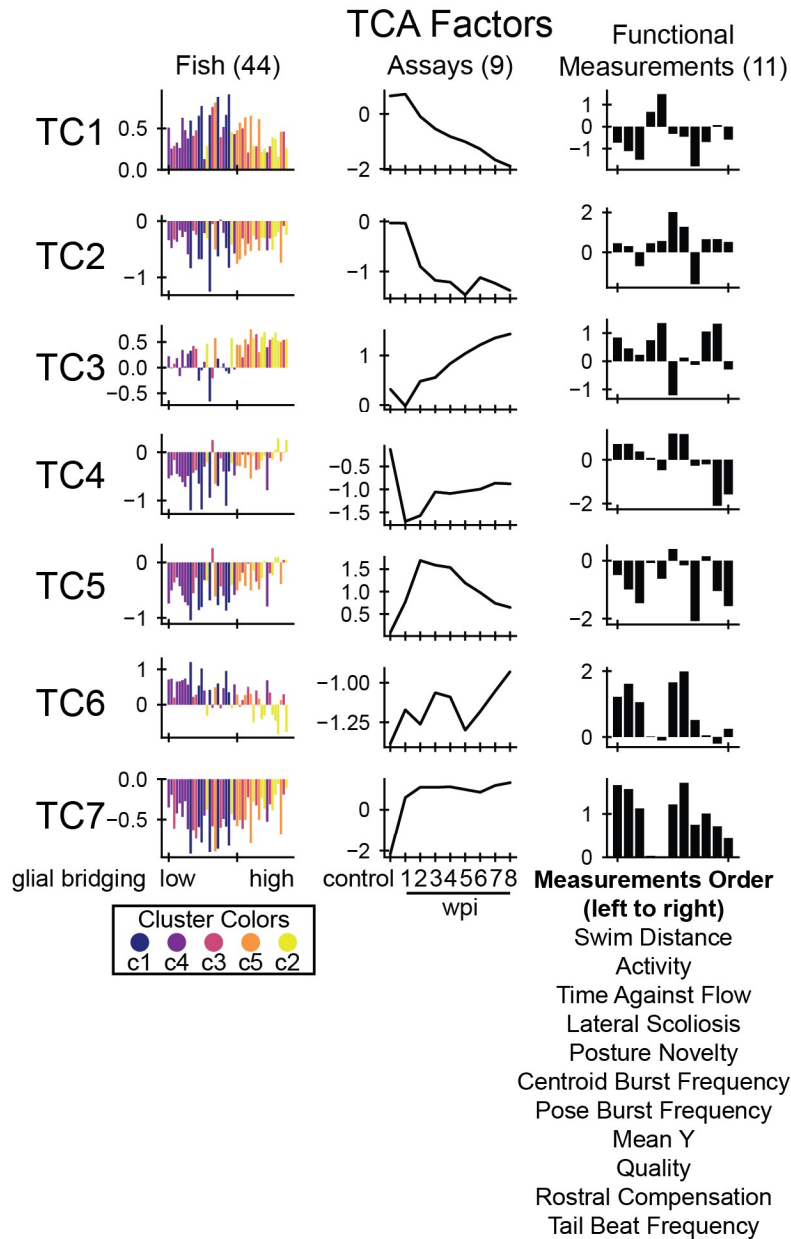 TCA Factors
Fish (44)
Assays (9)
Functional
Measurements (11)
TC1
0.5
0.0
0
−2
1
0
−1
TC2
0
−1
0
−1
2
0
TC3
0.5
0.0
−0.5
1
0
1
0
−1
TC4
0
−1
−0.5
−1.0
−1.5
0
−2
TC5
0
−1
1.5
1.0
0.5
0
−2
TC6
1
0
−1.00
−1.25
2
0
TC7
0.0
−0.5
0
−2
1
0
glial bridging low high
control 1 2 3 4 5 6 7 8
wpi
Cluster Colors
c1 c4 c3 c5 c2
Measurements Order
(left to right)
Swim Distance
Activity
Time Against Flow
Lateral Scoliosis
Posture Novelty
Centroid Burst Frequency
Pose Burst Frequency
Mean Y
Quality
Rostral Compensation
Tail Beat Frequency